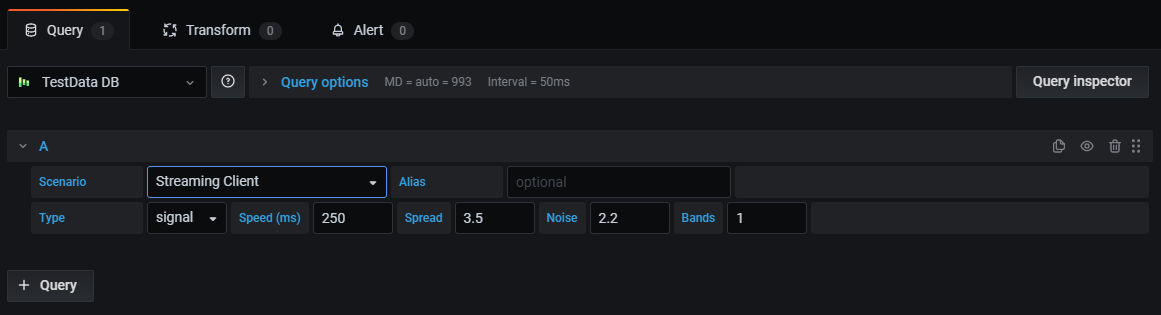 Query 1 Transform 0 Alert 0
TestData DB Query options MD = auto = 993 Interval = 50ms Query inspector
A
Scenario Streaming Client Alias optional
Type signal Speed (ms) 250 Spread 3.5 Noise 2.2 Bands 1
+ Query